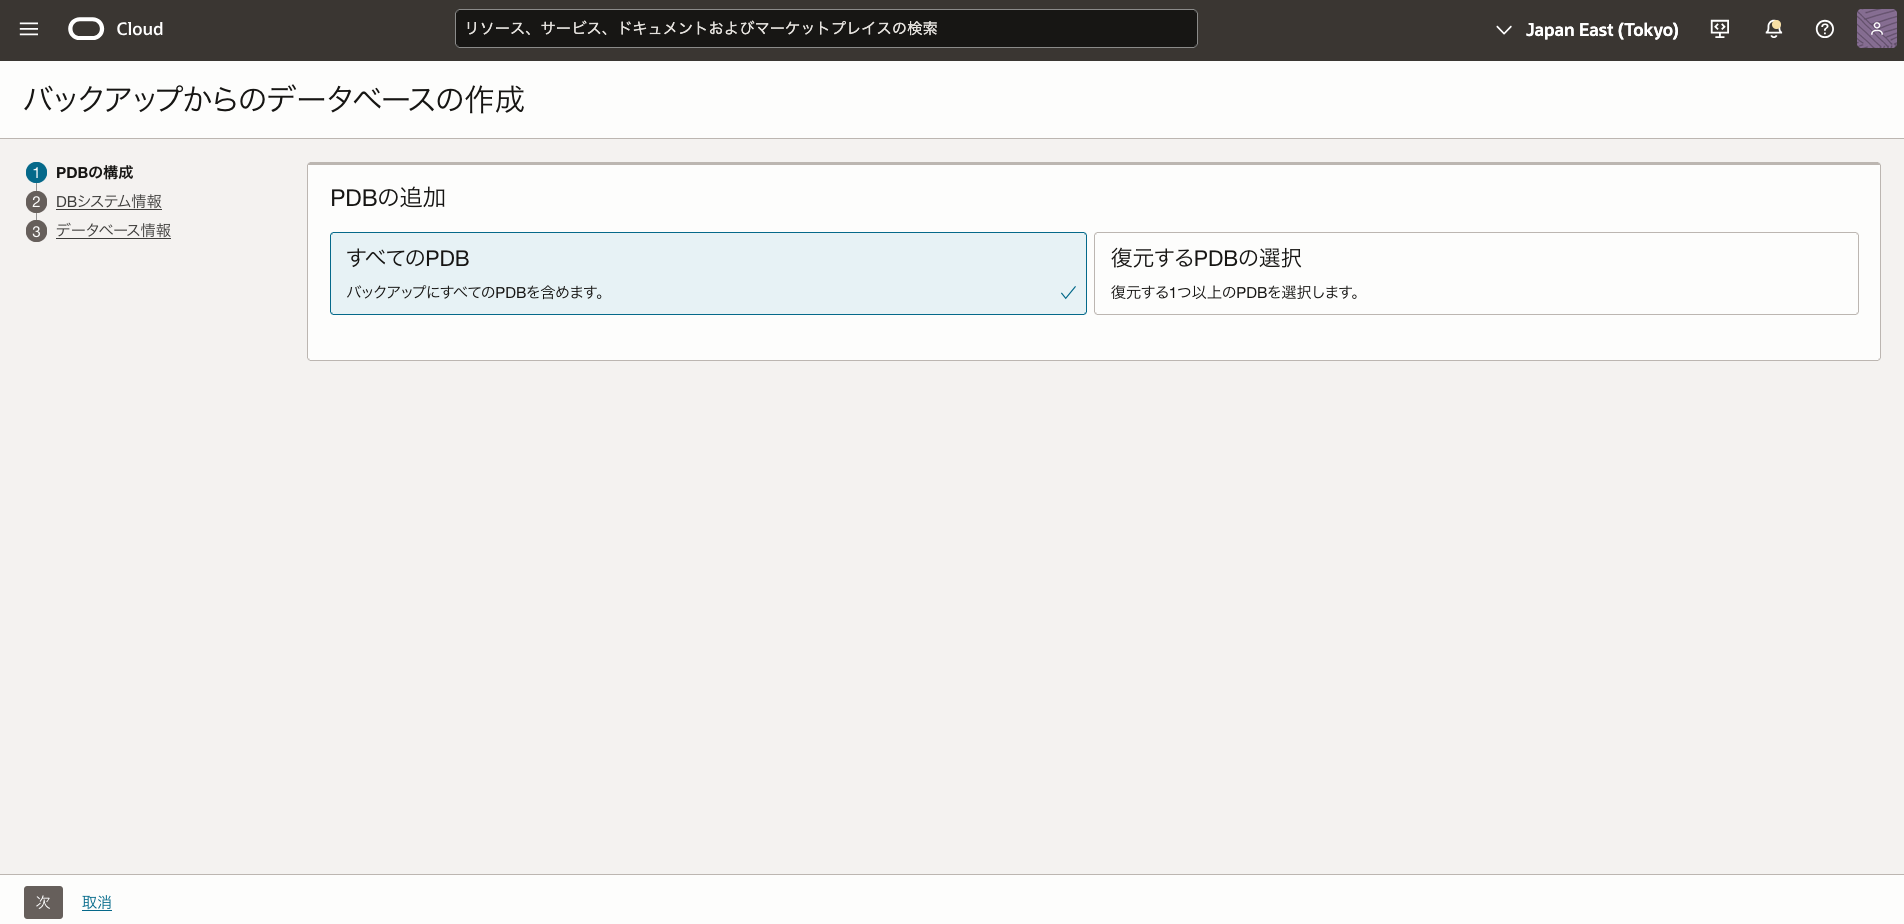 Cloud
リソース、サービス、ドキュメントおよびマーケットプレイスの検索
Japan East (Tokyo)
バックアップからのデータベースの作成
1 PDBの構成
2 DBシステム情報
3 データベース情報
PDBの追加
すべてのPDB
バックアップにすべてのPDBを含めます。
復元するPDBの選択
復元する1つ以上のPDBを選択します。
次 取消